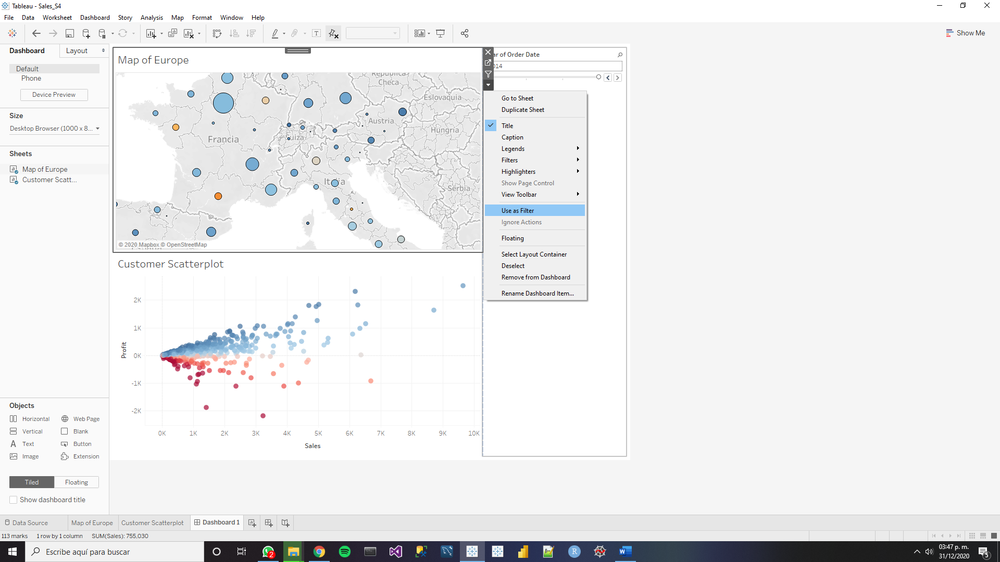 Tableau - Sales_S4
File Data Worksheet Dashboard Story Analysis Map Format Window Help
Show Me
Dashboard Layout
Default
Phone
Device Preview
Size
Desktop Browser (1000 x 8...
Sheets
Map of Europe
Customer Scatt...
Objects
Horizontal Web Page
Vertical Blank
Text Button
Image Extension
Tiled Floating
Show dashboard title
Map of Europe
República
Checa
Eslovaquia
Austria
Hungría
Francia
Suiza
Italia
Serbia
© 2020 Mapbox © OpenStreetMap
ar of Order Date
014
Go to Sheet
Duplicate Sheet
Title
Caption
Legends
Filters
Highlighters
Show Page Control
View Toolbar
Use as Filter
Ignore Actions
Floating
Select Layout Container
Deselect
Remove from Dashboard
Rename Dashboard Item...
Customer Scatterplot
2K
1K
0K
-1K
-2K
Profit
0K 1K 2K 3K 4K 5K 6K 7K 8K 9K 10K
Sales
Data Source Map of Europe Customer Scatterplot Dashboard 1
113 marks 1 row by 1 column SUM(Sales): 755,030
Escribe aquí para buscar
2
R
03:47 p. m.
31/12/2020
5